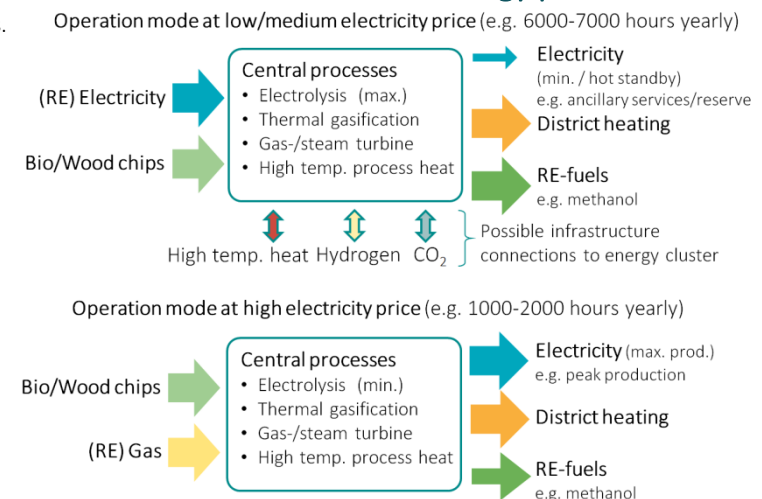 Operation mode at low/medium electricity price (e.g. 6000-7000 hours yearly)
(RE) Electricity
Bio/Wood chips
Central processes
• Electrolysis (max.)
• Thermal gasification
• Gas-/steam turbine
• High temp. process heat
Electricity
(min. / hot standby)
e.g. ancillary services/reserve
District heating
RE-fuels
e.g. methanol
High temp. heat Hydrogen CO₂
Possible infrastructure
connections to energy cluster
Operation mode at high electricity price (e.g. 1000-2000 hours yearly)
Bio/Wood chips
(RE) Gas
Central processes
• Electrolysis (min.)
• Thermal gasification
• Gas-/steam turbine
• High temp. process heat
Electricity (max. prod.)
e.g. peak production
District heating
RE-fuels
e.g. methanol